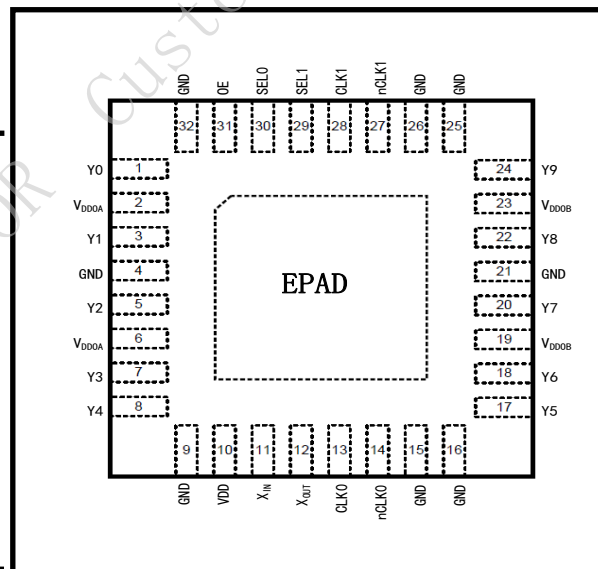 OR Custo
GND OE SEL0 SEL1 CLK1 nCLK1 GND GND
32 31 30 29 28 27 26 25
Y0 1 24 Y9
VDDOA 2 23 VDDOB
Y1 3 22 Y8
GND 4 21 GND
EPAD
Y2 5 20 Y7
VDDOA 6 19 VDDOB
Y3 7 18 Y6
Y4 8 17 Y5
9 10 11 12 13 14 15 16
GND VDD XIN XOUT CLK0 nCLK0 GND GND